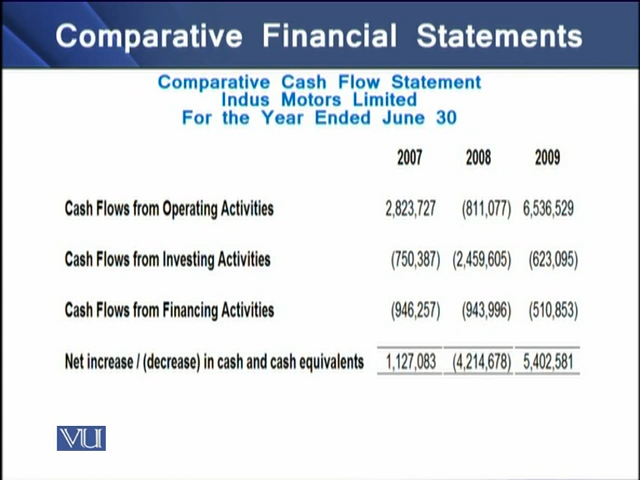 Comparative Financial Statements
Comparative Cash Flow Statement
Indus Motors Limited
For the Year Ended June 30
2007 2008 2009
Cash Flows from Operating Activities 2,823,727 (811,077) 6,536,529
Cash Flows from Investing Activities (750,387) (2,459,605) (623,095)
Cash Flows from Financing Activities (946,257) (943,996) (510,853)
Net increase / (decrease) in cash and cash equivalents 1,127,083 (4,214,678) 5,402,581
VU